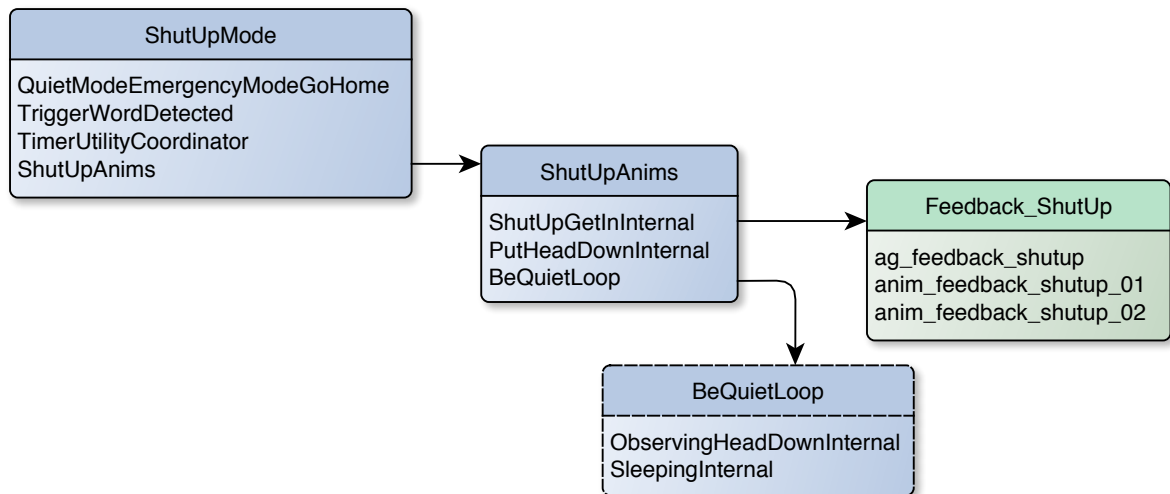 ShutUpMode
QuietModeEmergencyModeGoHome
TriggerWordDetected
TimerUtilityCoordinator
ShutUpAnims
ShutUpAnims
ShutUpGetInInternal
PutHeadDownInternal
BeQuietLoop
Feedback_ShutUp
ag_feedback_shutup
anim_feedback_shutup_01
anim_feedback_shutup_02
BeQuietLoop
ObservingHeadDownInternal
SleepingInternal